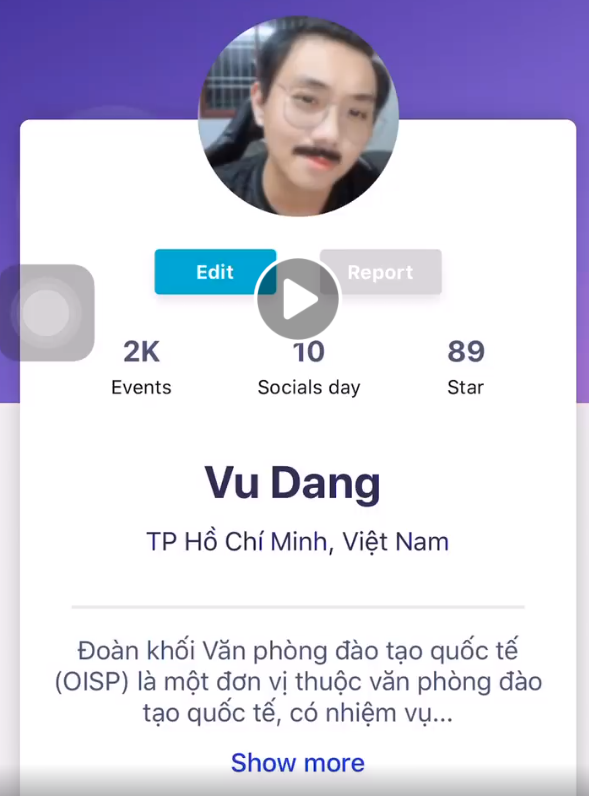 Edit
Report
2K
10
89
Events
Socials day
Star
Vu Dang
TP Hồ Chí Minh, Việt Nam
Đoàn khối Văn phòng đào tạo quốc tế
(OISP) là một đơn vị thuộc văn phòng đào
tạo quốc tế, có nhiệm vụ...
Show more